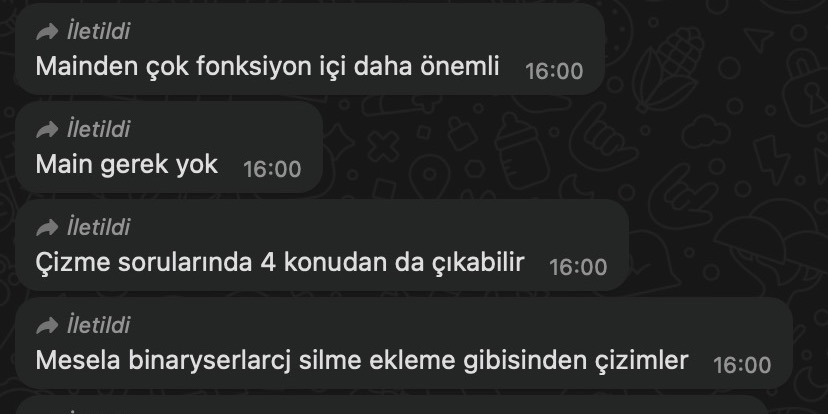 İletildi
Mainden çok fonksiyon içi daha önemli 16:00
İletildi
Main gerek yok 16:00
İletildi
Çizme sorularında 4 konudan da çıkabilir 16:00
İletildi
Mesela binaryserlarcj silme ekleme gibisinden çizimler 16:00